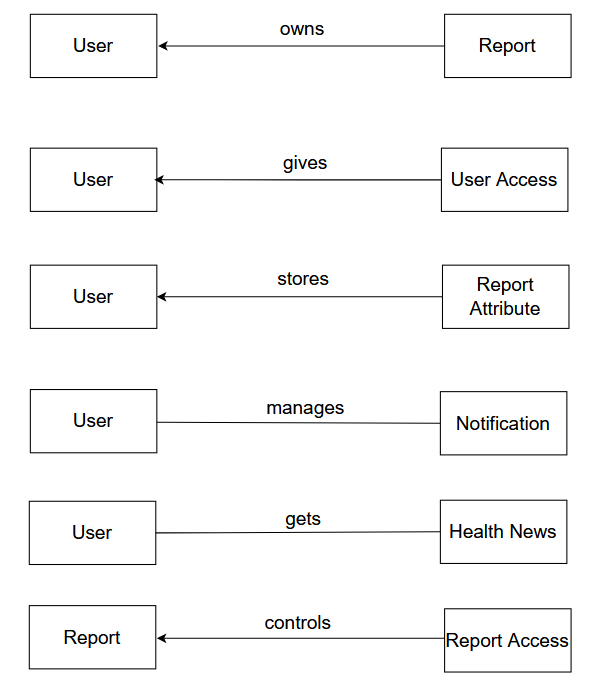 owns
User
Report
gives
User
User Access
stores
User
Report
Attribute
manages
User
Notification
gets
User
Health News
controls
Report
Report Access